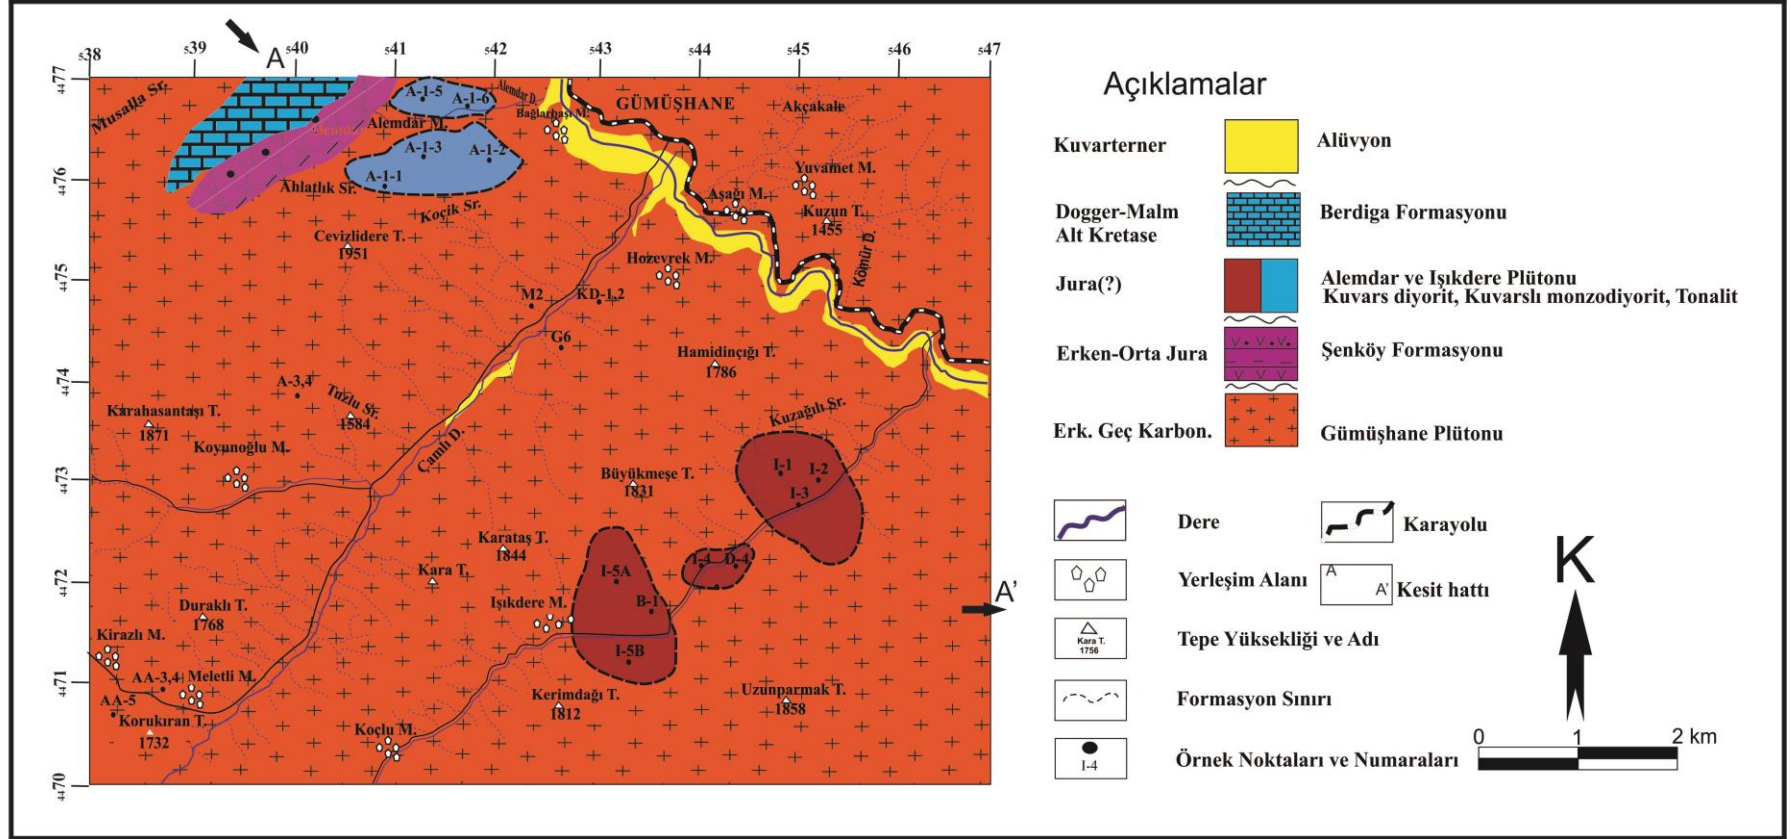 A
538 539 540 541 542 543 544 545 546 547
4477
4476
4475
4474
4473
4472
4471
4470
Musalla Sr.
A-1-5
A-1-6
Alemdar D.
Bağlarbaşı M.
GÜMÜŞHANE
Akçakale
Alemdar M.
A-1-3
A-1-2
A-1-1
Ahlatlık Sr.
Koçik Sr.
Yuvamet M.
Aşağı M.
Kuzun T.
1455
Cevizlidere T.
1951
Hozevrek M.
Kömür D.
M2
KD-1,2
G6
Hamidinçığı T.
1786
A-3,4
Tuzlu Sr.
1584
Karahasantaşı T.
1871
Koyunoğlu M.
Çamlı D.
Kuzağılı Sr.
I-1
I-2
I-3
Büyükmeşe T.
1831
Karataş T.
1844
Kara T.
I-4
D-4
I-5A
B-1
I-5B
Işıkdere M.
A'
Duraklı T.
1768
Kirazlı M.
AA-3,4
Meletli M.
AA-5
Korukıran T.
1732
Kerimdağı T.
1812
Uzunparmak T.
1858
Koçlu M.
Açıklamalar
Kuvarterner
Alüvyon
Dogger-Malm
Alt Kretase
Berdiga Formasyonu
Jura(?)
Alemdar ve Işıkdere Plütonu
Kuvars diyorit, Kuvarslı monzodiyorit, Tonalit
Erken-Orta Jura
Şenköy Formasyonu
Erk. Geç Karbon.
Gümüşhane Plütonu
Dere
Karayolu
Yerleşim Alanı
A
A'
Kesit hattı
Kara T.
1756
Tepe Yüksekliği ve Adı
Formasyon Sınırı
I-4
Örnek Noktaları ve Numaraları
K
0 1 2 km